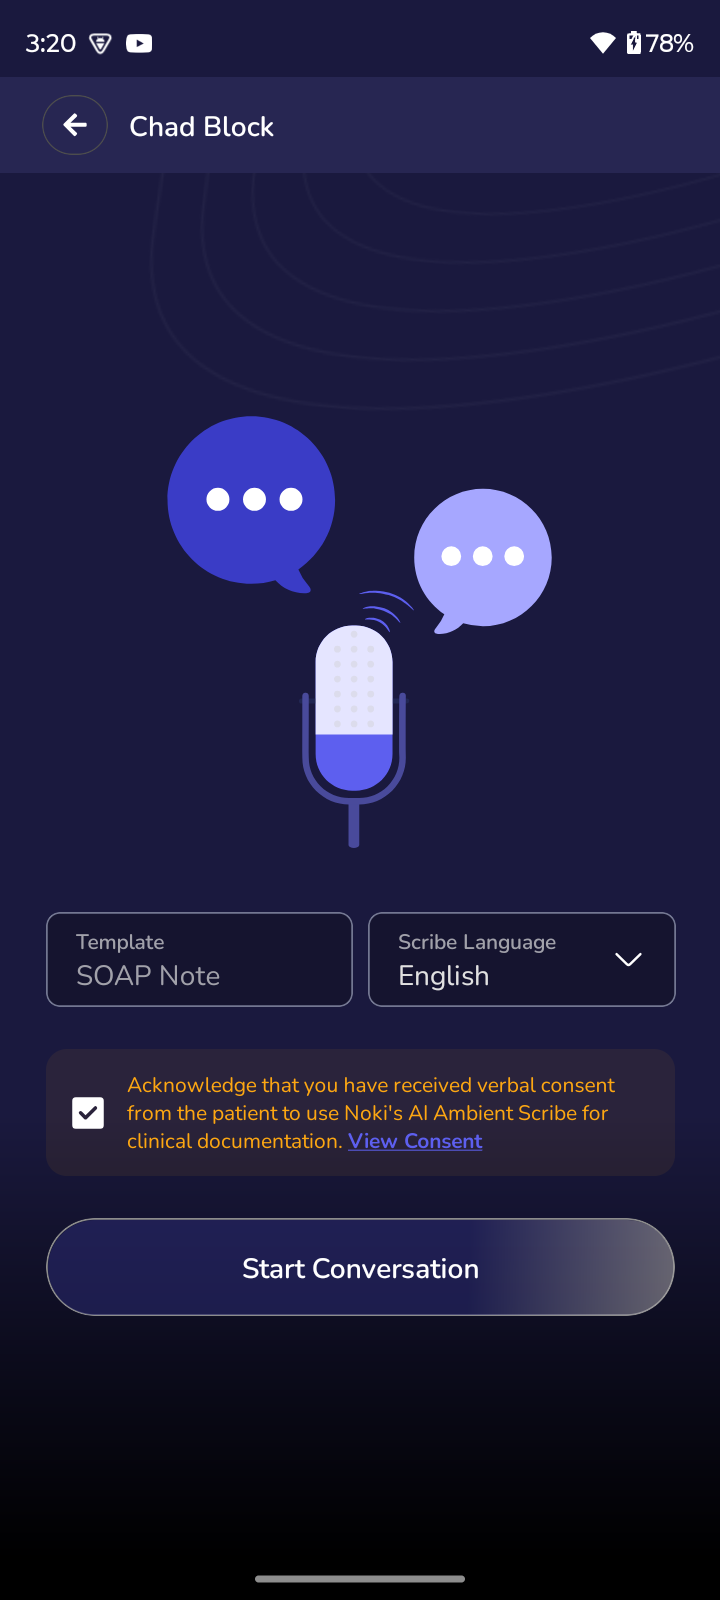 3:20
78%
Chad Block
Template
SOAP Note
Scribe Language
English
Acknowledge that you have received verbal consent
from the patient to use Noki's AI Ambient Scribe for
clinical documentation. View Consent
Start Conversation